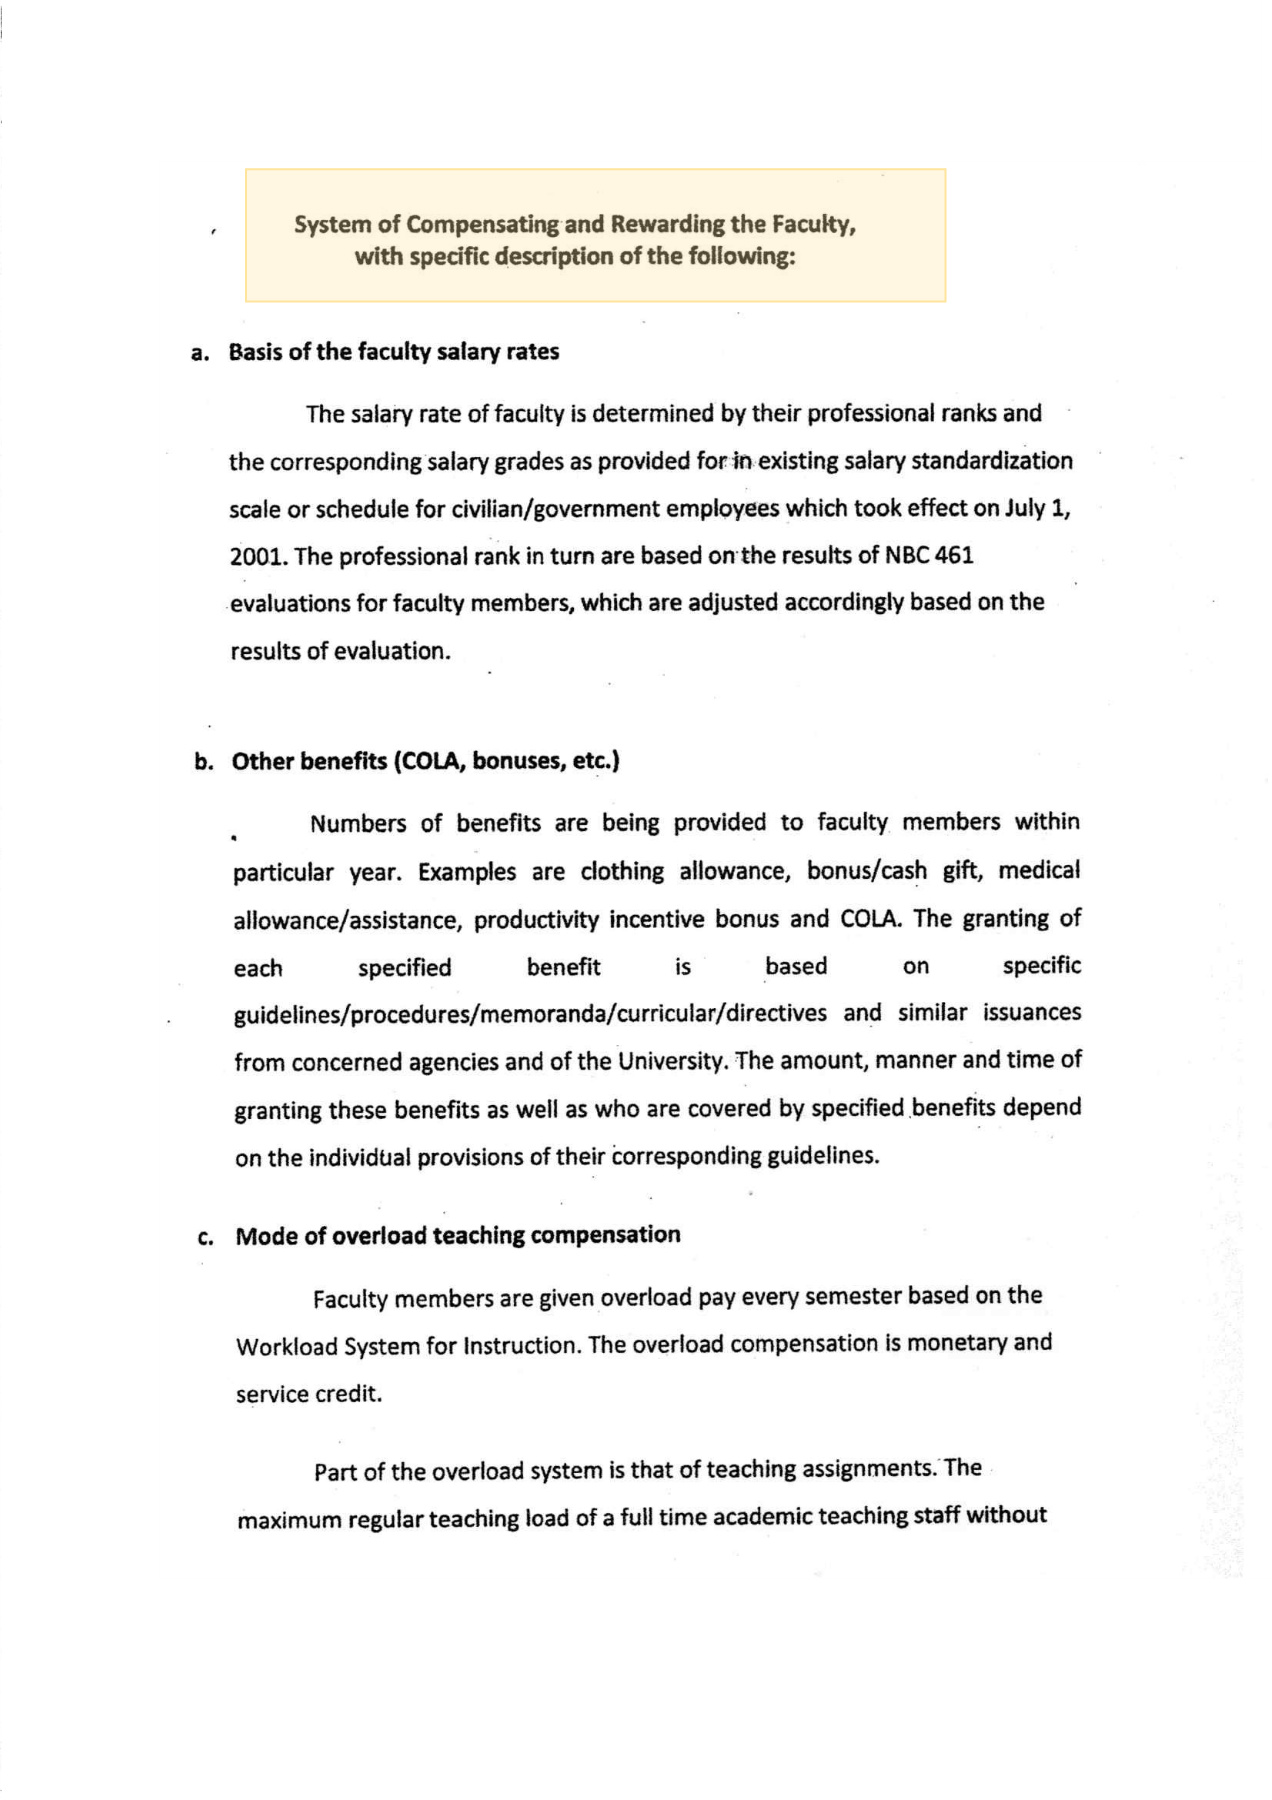 System of Compensating and Rewarding the Faculty,
with specific description of the following:
a. Basis of the faculty salary rates
The salary rate of faculty is determined by their professional ranks and
the corresponding salary grades as provided for in existing salary standardization
scale or schedule for civilian/government employees which took effect on July 1,
2001. The professional rank in turn are based on the results of NBC 461
evaluations for faculty members, which are adjusted accordingly based on the
results of evaluation.
b. Other benefits (COLA, bonuses, etc.)
Numbers of benefits are being provided to faculty members within
particular year. Examples are clothing allowance, bonus/cash gift, medical
allowance/assistance, productivity incentive bonus and COLA. The granting of
each specified benefit is based on specific
guidelines/procedures/memoranda/curricular/directives and similar issuances
from concerned agencies and of the University. The amount, manner and time of
granting these benefits as well as who are covered by specified benefits depend
on the individual provisions of their corresponding guidelines.
c. Mode of overload teaching compensation
Faculty members are given overload pay every semester based on the
Workload System for Instruction. The overload compensation is monetary and
service credit.
Part of the overload system is that of teaching assignments. The
maximum regular teaching load of a full time academic teaching staff without